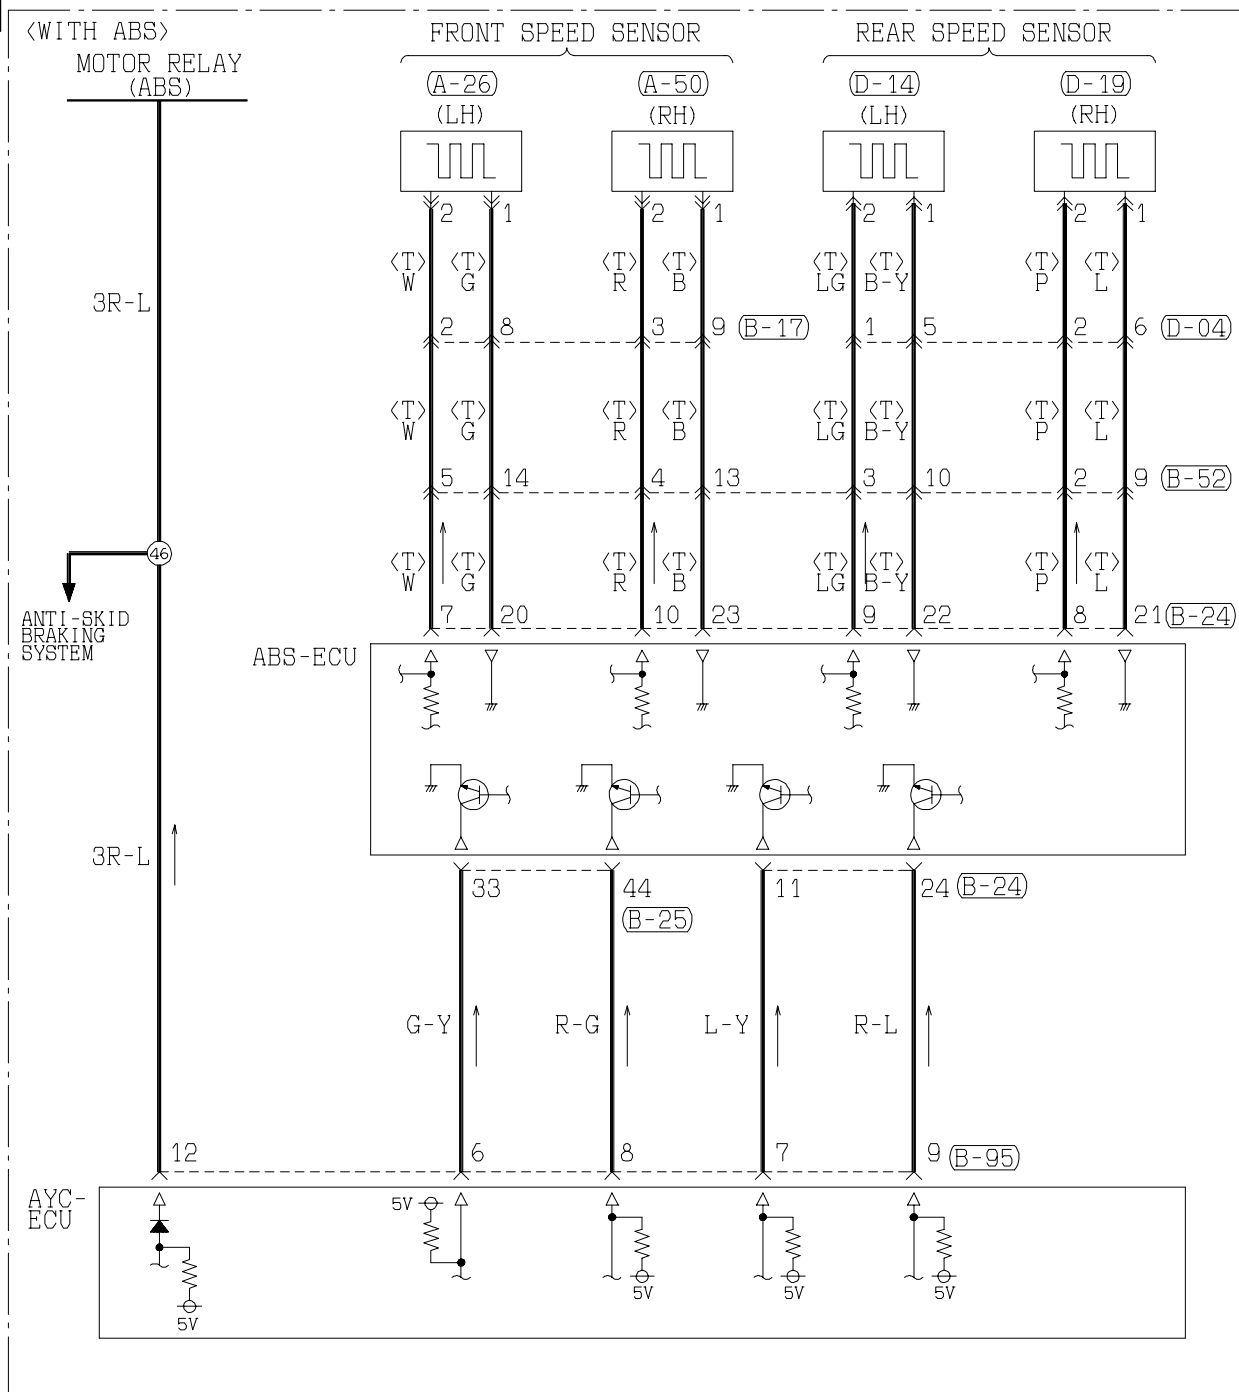 <WITH ABS>
MOTOR RELAY
(ABS)
FRONT SPEED SENSOR
REAR SPEED SENSOR
A-26
(LH)
A-50
(RH)
D-14
(LH)
D-19
(RH)
2 1 2 1 2 1 2 1
<T> <T> <T> <T> <T> <T> <T> <T>
W G R B LG B-Y P L
3R-L
2 8 3 9 B-17 1 5 2 6 D-04
<T> <T> <T> <T> <T> <T> <T> <T>
W G R B LG B-Y P L
5 14 4 13 3 10 2 9 B-52
46
<T> <T> <T> <T> <T> <T> <T> <T>
W G R B LG B-Y P L
ANTI-SKID
BRAKING
SYSTEM
7 20 10 23 9 22 8 21 B-24
ABS-ECU
3R-L
33 44 11 24 B-24
B-25
G-Y R-G L-Y R-L
12 6 8 7 9 B-95
AYC-
ECU
5V
5V
5V
5V
5V